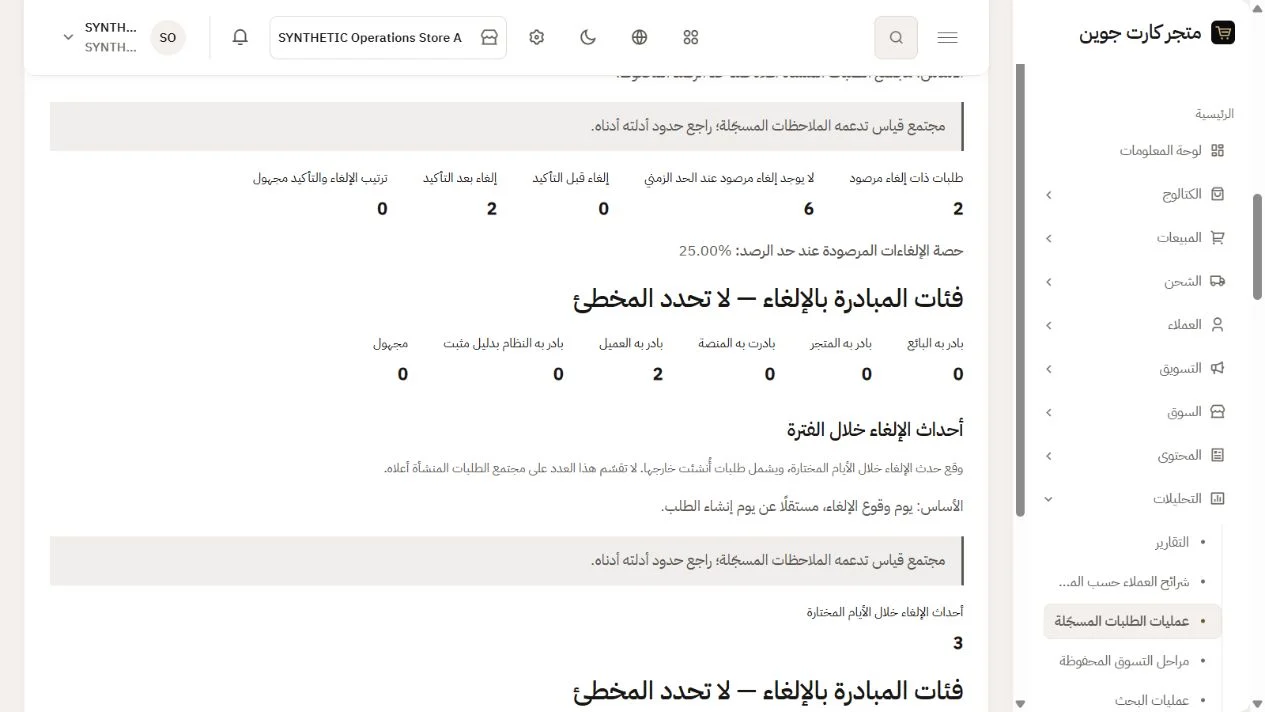 متجر كارت جوين
SYNTHETIC Operations Store A
SO
SYNTH...
SYNTH...
الرئيسية
لوحة المعلومات
الكتالوج
المبيعات
الشحن
العملاء
التسويق
السوق
المحتوى
التحليلات
التقارير
شرائح العملاء حسب الم...
عمليات الطلبات المسجّلة
مراحل التسوق المحفوظة
عمليات البحث
مجتمع قياس تدعمه الملاحظات المسجّلة؛ راجع حدود أدلته أدناه.
طلبات ذات إلغاء مرصود
2
لا يوجد إلغاء مرصود عند الحد الزمني
6
إلغاء قبل التأكيد
0
إلغاء بعد التأكيد
2
ترتيب الإلغاء والتأكيد مجهول
0
حصة الإلغاءات المرصودة عند حد الرصد: 25.00%
فئات المبادرة بالإلغاء — لا تحدد المخطئ
بادر به البائع
0
بادر به المتجر
0
بادرت به المنصة
0
بادر به العميل
2
بادر به النظام بدليل مثبت
0
مجهول
0
أحداث الإلغاء خلال الفترة
وقع حدث الإلغاء خلال الأيام المختارة، ويشمل طلبات أُنشئت خارجها. لا تقسّم هذا العدد على مجتمع الطلبات المنشأة أعلاه.
الأساس: يوم وقوع الإلغاء، مستقلًا عن يوم إنشاء الطلب.
مجتمع قياس تدعمه الملاحظات المسجّلة؛ راجع حدود أدلته أدناه.
أحداث الإلغاء خلال الأيام المختارة
3
فئات المبادرة بالإلغاء — لا تحدد المخطئ